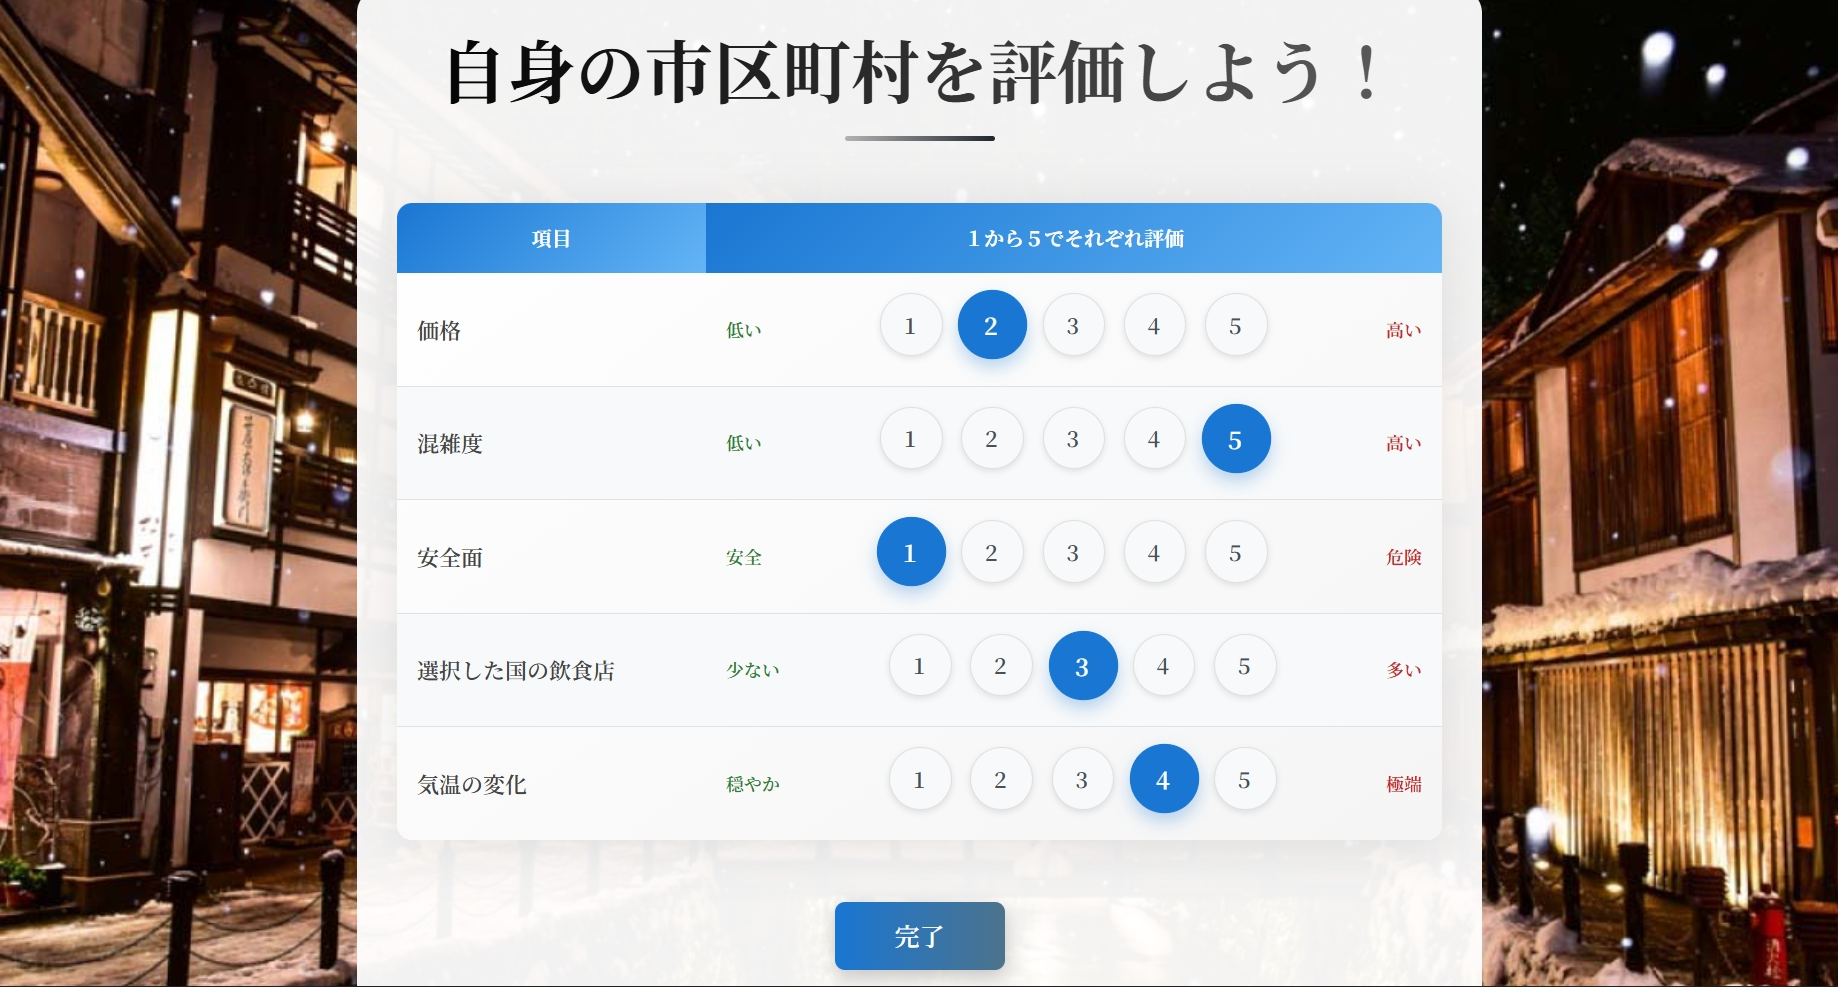 自身の市区町村を評価しよう！
項目 1から5でそれぞれ評価
価格 低い 1 2 3 4 5 高い
混雑度 低い 1 2 3 4 5 高い
安全面 安全 1 2 3 4 5 危険
選択した国の飲食店 少ない 1 2 3 4 5 多い
気温の変化 穏やか 1 2 3 4 5 極端
完了